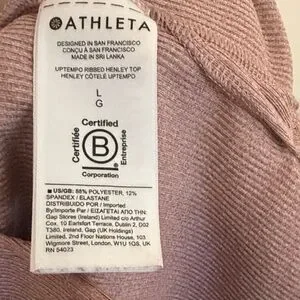 ATHLETA
DESIGNED IN SAN FRANCISCO
CONÇU À SAN FRANCISCO
MADE IN SRI LANKA
UPTEMPO RIBBED HENLEY TOP
HENLEY CÔTELÉ UPTEMPO
L
G
Certified
Certifiée
B
Entreprise
Corporation
US/GB: 88% POLYESTER, 12%
SPANDEX / ELASTANE
DISTRIBUIDO POR / Imported
By/Importé Par / ΕΙΣΑΓΕΤΑΙ ΑΠΟ ΤΗΝ:
Gap Stores (Ireland) Limited c/o Arthur
Cox, 10 Earlsfort Terrace, Dublin 2, D02
T380, Ireland, Gap (UK Holdings)
Limited, 2nd Floor Nations House, 103
Wigmore Street, London, W1U 1QS, UK
RN 54023